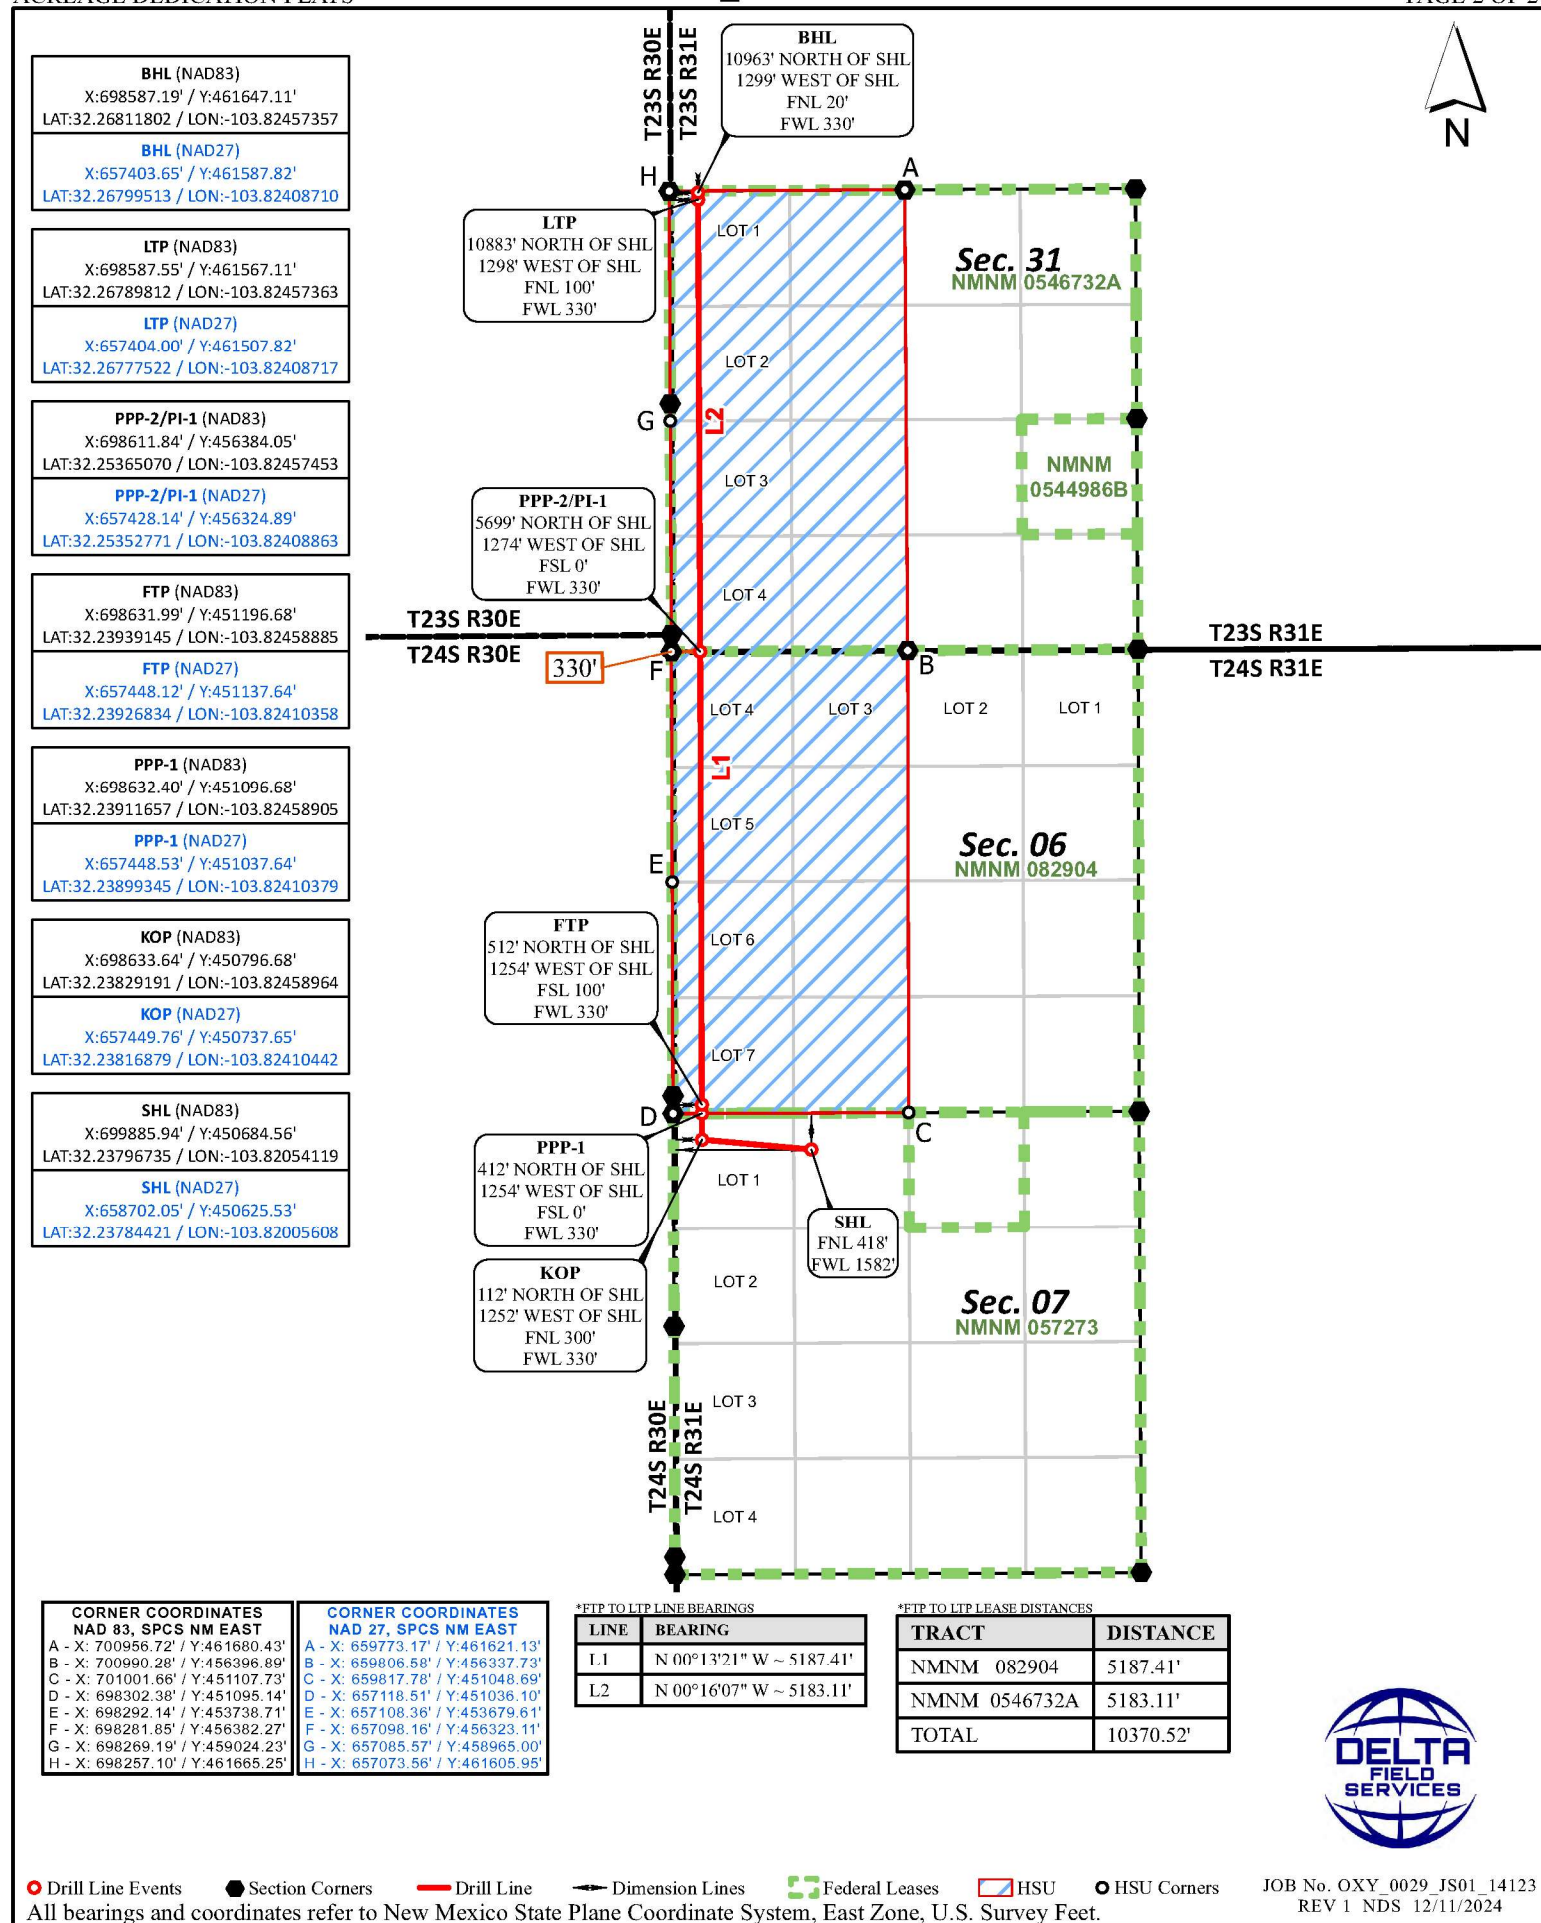 ACREAGE DEDICATION PLATS
PAGE 2 OF 2
BHL (NAD83)
X:698587.19' / Y:461647.11'
LAT:32.26811802 / LON:-103.82457357
BHL (NAD27)
X:657403.65' / Y:461587.82'
LAT:32.26799513 / LON:-103.82408710
LTP (NAD83)
X:698587.55' / Y:461567.11'
LAT:32.26789812 / LON:-103.82457363
LTP (NAD27)
X:657404.00' / Y:461507.82'
LAT:32.26777522 / LON:-103.82408717
PPP-2/PI-1 (NAD83)
X:698611.84' / Y:456384.05'
LAT:32.25365070 / LON:-103.82457453
PPP-2/PI-1 (NAD27)
X:657428.14' / Y:456324.89'
LAT:32.25352771 / LON:-103.82408863
FTP (NAD83)
X:698631.99' / Y:451196.68'
LAT:32.23939145 / LON:-103.82458885
FTP (NAD27)
X:657448.12' / Y:451137.64'
LAT:32.23926834 / LON:-103.82410358
PPP-1 (NAD83)
X:698632.40' / Y:451096.68'
LAT:32.23911657 / LON:-103.82458905
PPP-1 (NAD27)
X:657448.53' / Y:451037.64'
LAT:32.23899345 / LON:-103.82410379
KOP (NAD83)
X:698633.64' / Y:450796.68'
LAT:32.23829191 / LON:-103.82458964
KOP (NAD27)
X:657449.76' / Y:450737.65'
LAT:32.23816879 / LON:-103.82410442
SHL (NAD83)
X:699885.94' / Y:450684.56'
LAT:32.23796735 / LON:-103.82054119
SHL (NAD27)
X:658702.05' / Y:450625.53'
LAT:32.23784421 / LON:-103.82005608
T23S R30E
T23S R31E
BHL
10963' NORTH OF SHL
1299' WEST OF SHL
FNL 20'
FWL 330'
N
H
A
LTP
10883' NORTH OF SHL
1298' WEST OF SHL
FNL 100'
FWL 330'
LOT 1
Sec. 31
NMNM 0546732A
LOT 2
G
L2
NMNM
0544986B
LOT 3
PPP-2/PI-1
5699' NORTH OF SHL
1274' WEST OF SHL
FSL 0'
FWL 330'
LOT 4
T23S R30E
T24S R30E
T23S R31E
T24S R31E
330'
F
B
LOT 4
LOT 3
LOT 2
LOT 1
L1
LOT 5
Sec. 06
NMNM 082904
E
FTP
512' NORTH OF SHL
1254' WEST OF SHL
FSL 100'
FWL 330'
LOT 6
LOT 7
D
C
PPP-1
412' NORTH OF SHL
1254' WEST OF SHL
FSL 0'
FWL 330'
LOT 1
SHL
FNL 418'
FWL 1582'
KOP
112' NORTH OF SHL
1252' WEST OF SHL
FNL 300'
FWL 330'
LOT 2
Sec. 07
NMNM 057273
LOT 3
T24S R30E
T24S R31E
LOT 4
CORNER COORDINATES
NAD 83, SPCS NM EAST
A - X: 700956.72' / Y:461680.43'
B - X: 700990.28' / Y:456396.89'
C - X: 701001.66' / Y:451107.73'
D - X: 698302.38' / Y:451095.14'
E - X: 698292.14' / Y:453738.71'
F - X: 698281.85' / Y:456382.27'
G - X: 698269.19' / Y:459024.23'
H - X: 698257.10' / Y:461665.25'
CORNER COORDINATES
NAD 27, SPCS NM EAST
A - X: 659773.17' / Y:461621.13'
B - X: 659806.58' / Y:456337.73'
C - X: 659817.78' / Y:451048.69'
D - X: 657118.51' / Y:451036.10'
E - X: 657108.36' / Y:453679.61'
F - X: 657098.16' / Y:456323.11'
G - X: 657085.57' / Y:458965.00'
H - X: 657073.56' / Y:461605.95'
*FTP TO LTP LINE BEARINGS
LINE BEARING
L1 N 00°13'21" W ~ 5187.41'
L2 N 00°16'07" W ~ 5183.11'
*FTP TO LTP LEASE DISTANCES
TRACT DISTANCE
NMNM 082904 5187.41'
NMNM 0546732A 5183.11'
TOTAL 10370.52'
DELTA
FIELD
SERVICES
Drill Line Events
Section Corners
Drill Line
Dimension Lines
Federal Leases
HSU
HSU Corners
All bearings and coordinates refer to New Mexico State Plane Coordinate System, East Zone, U.S. Survey Feet.
JOB No. OXY_0029_JS01_14123
REV 1 NDS 12/11/2024